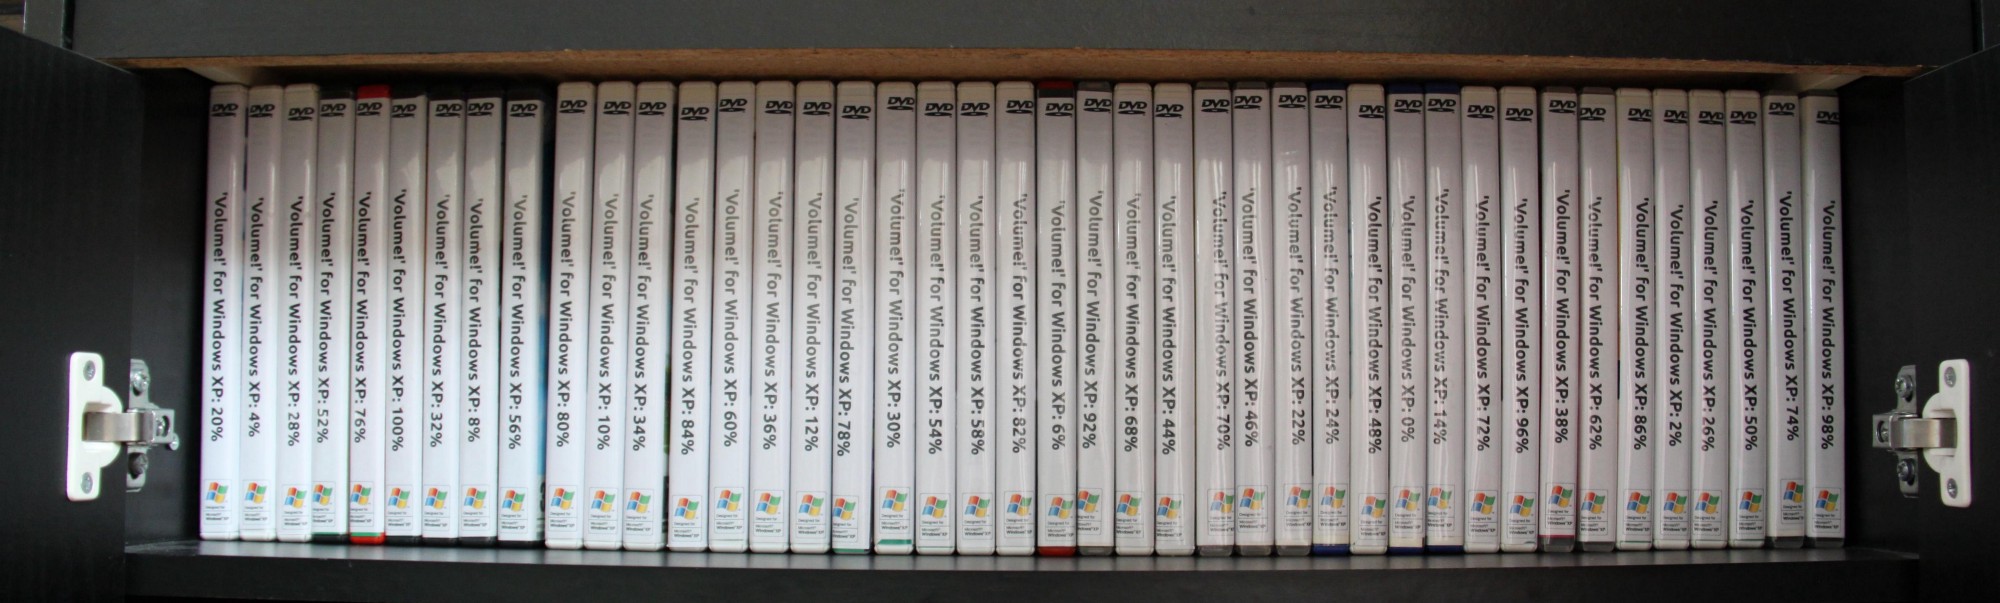 DVD
'Volume!' for Windows XP: 20%
DVD
'Volume!' for Windows XP: 4%
DVD
'Volume!' for Windows XP: 28%
DVD
'Volume!' for Windows XP: 52%
DVD
'Volume!' for Windows XP: 76%
DVD
'Volume!' for Windows XP: 100%
DVD
'Volume!' for Windows XP: 32%
DVD
'Volume!' for Windows XP: 8%
DVD
'Volume!' for Windows XP: 56%
DVD
'Volume!' for Windows XP: 80%
DVD
'Volume!' for Windows XP: 10%
DVD
'Volume!' for Windows XP: 34%
DVD
'Volume!' for Windows XP: 84%
DVD
'Volume!' for Windows XP: 60%
DVD
'Volume!' for Windows XP: 36%
DVD
'Volume!' for Windows XP: 12%
DVD
'Volume!' for Windows XP: 78%
DVD
'Volume!' for Windows XP: 30%
DVD
'Volume!' for Windows XP: 54%
DVD
'Volume!' for Windows XP: 58%
DVD
'Volume!' for Windows XP: 82%
DVD
'Volume!' for Windows XP: 6%
DVD
'Volume!' for Windows XP: 92%
DVD
'Volume!' for Windows XP: 68%
DVD
'Volume!' for Windows XP: 44%
DVD
'Volume!' for Windows XP: 70%
DVD
'Volume!' for Windows XP: 46%
DVD
'Volume!' for Windows XP: 22%
DVD
'Volume!' for Windows XP: 24%
DVD
'Volume!' for Windows XP: 48%
DVD
'Volume!' for Windows XP: 0%
DVD
'Volume!' for Windows XP: 14%
DVD
'Volume!' for Windows XP: 72%
DVD
'Volume!' for Windows XP: 96%
DVD
'Volume!' for Windows XP: 38%
DVD
'Volume!' for Windows XP: 62%
DVD
'Volume!' for Windows XP: 86%
DVD
'Volume!' for Windows XP: 2%
DVD
'Volume!' for Windows XP: 26%
DVD
'Volume!' for Windows XP: 50%
DVD
'Volume!' for Windows XP: 74%
DVD
'Volume!' for Windows XP: 98%